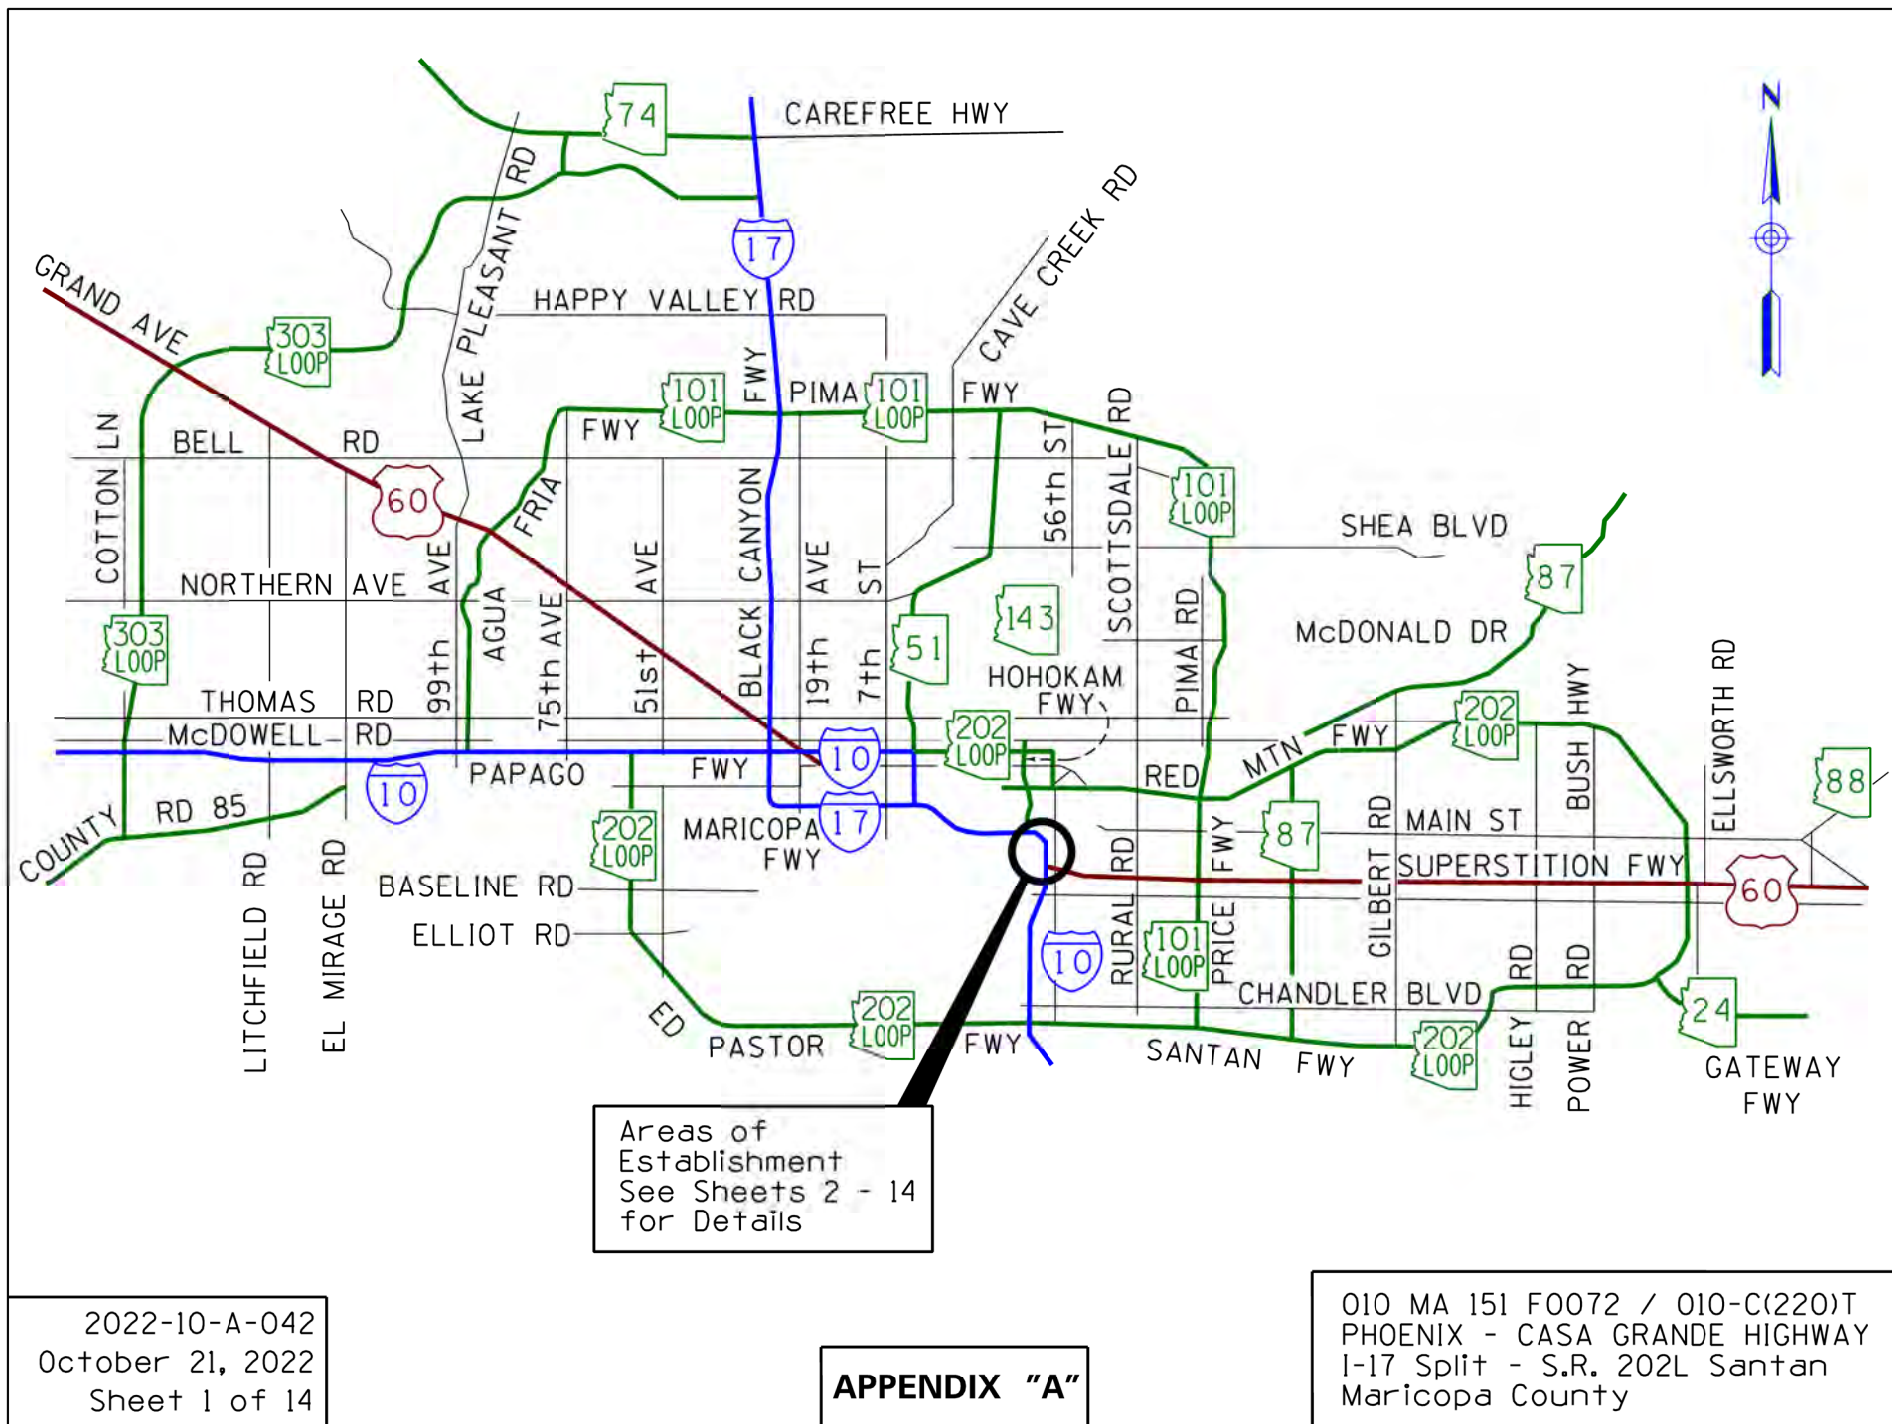 N
74
CAREFREE HWY
LAKE PLEASANT RD
17
CAVE CREEK RD
GRAND AVE
HAPPY VALLEY RD
303
LOOP
FWY
101
LOOP
PIMA
101
LOOP
FWY
FWY
SCOTTSDALE RD
COTTON LN
BELL RD
60
AGUA FRIA
BLACK CANYON
56th ST
101
LOOP
SHEA BLVD
87
NORTHERN AVE
99th AVE
75th AVE
51st AVE
19th AVE
7th ST
143
51
303
LOOP
PIMA RD
McDONALD DR
HOHOKAM
FWY
BUSH HWY
ELLSWORTH RD
THOMAS RD
McDOWELL RD
202
LOOP
202
LOOP
RED MTN FWY
10
PAPAGO FWY
10
88
COUNTY RD 85
202
LOOP
MARICOPA
FWY
17
87
MAIN ST
SUPERSTITION FWY
60
BASELINE RD
ELLIOT RD
LITCHFIELD RD
EL MIRAGE RD
10
RURAL RD
101
LOOP
PRICE FWY
GILBERT RD
CHANDLER BLVD
HIGLEY RD
POWER RD
24
GATEWAY
FWY
ED PASTOR FWY
202
LOOP
SANTAN FWY
202
LOOP
Areas of
Establishment
See Sheets 2 - 14
for Details
2022-10-A-042
October 21, 2022
Sheet 1 of 14
APPENDIX "A"
010 MA 151 F0072 / 010-C(220)T
PHOENIX - CASA GRANDE HIGHWAY
I-17 Split - S.R. 202L Santan
Maricopa County